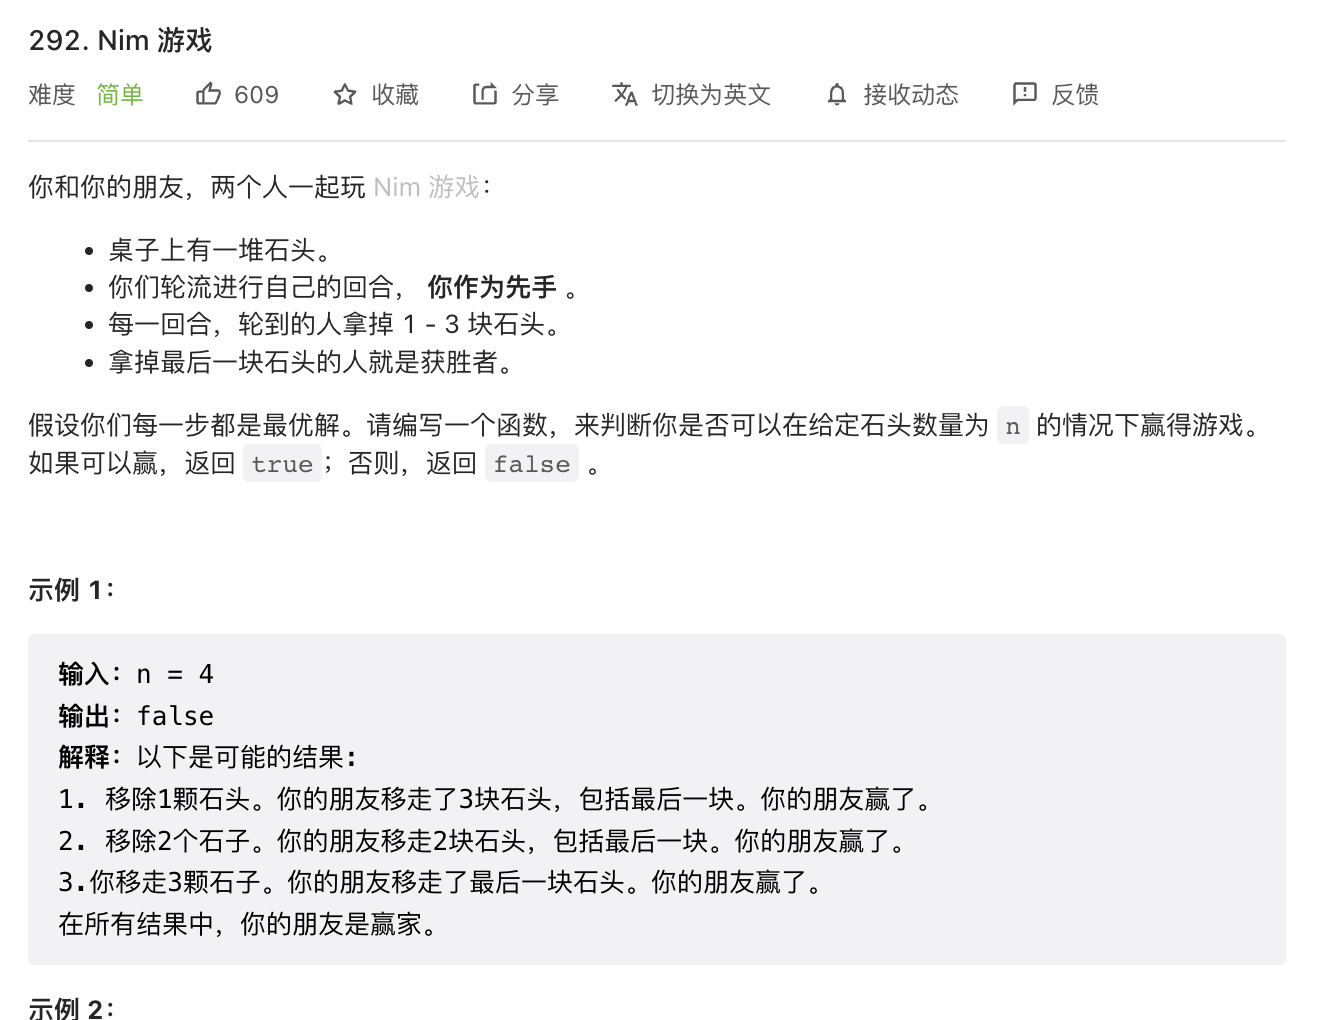 292. Nim 游戏
难度 简单 609 收藏 分享 切换为英文 接收动态 反馈
你和你的朋友，两个人一起玩 Nim 游戏：
• 桌子上有一堆石头。
• 你们轮流进行自己的回合， 你作为先手 。
• 每一回合，轮到的人拿掉 1 - 3 块石头。
• 拿掉最后一块石头的人就是获胜者。
假设你们每一步都是最优解。请编写一个函数，来判断你是否可以在给定石头数量为 n 的情况下赢得游戏。
如果可以赢，返回 true；否则，返回 false 。
示例 1：
输入：n = 4
输出：false
解释：以下是可能的结果:
1. 移除1颗石头。你的朋友移走了3块石头，包括最后一块。你的朋友赢了。
2. 移除2个石子。你的朋友移走2块石头，包括最后一块。你的朋友赢了。
3.你移走3颗石子。你的朋友移走了最后一块石头。你的朋友赢了。
在所有结果中，你的朋友是赢家。
示例 2：